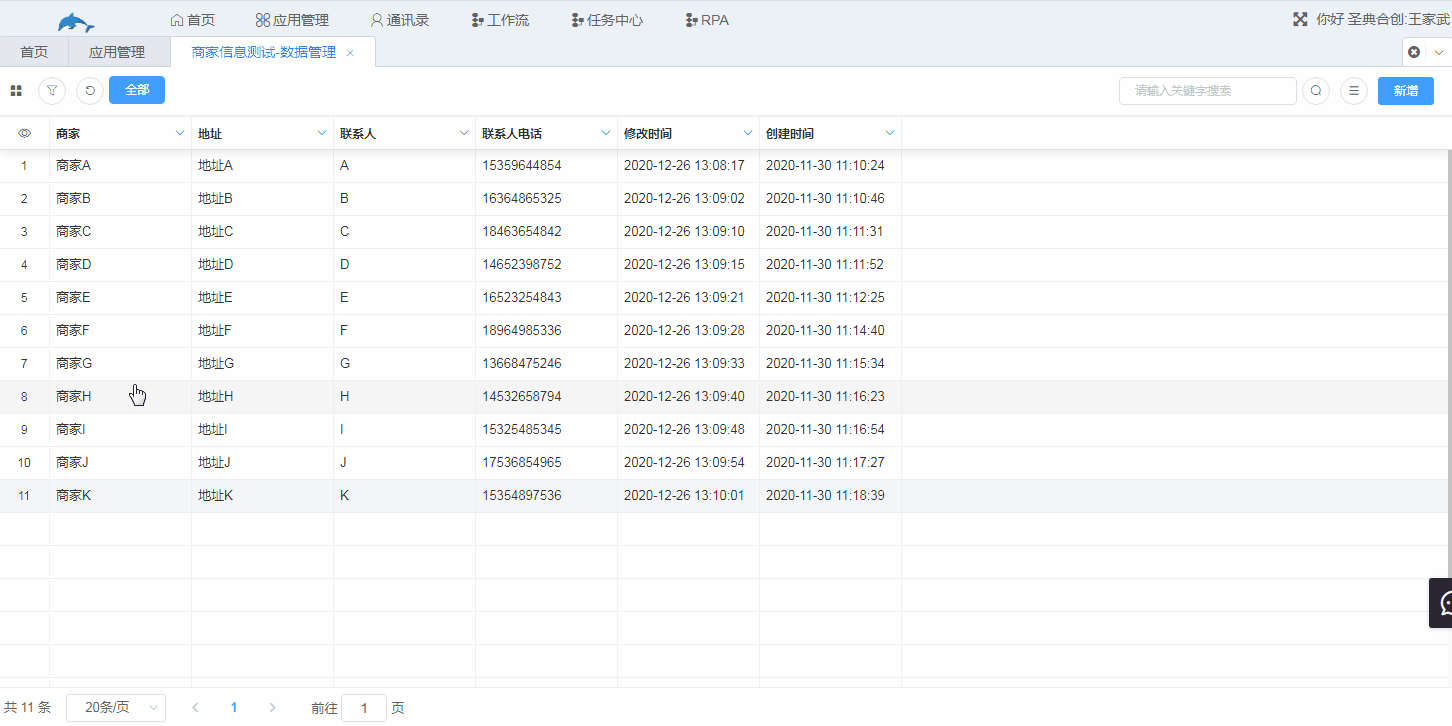 首页 应用管理 通讯录 工作流 任务中心 RPA 你好 圣典合创:王家武
首页 应用管理 商家信息测试-数据管理
全部 请输入关键字搜索 新增
商家 地址 联系人 联系人电话 修改时间 创建时间
1 商家A 地址A A 15359644854 2020-12-26 13:08:17 2020-11-30 11:10:24
2 商家B 地址B B 16364865325 2020-12-26 13:09:02 2020-11-30 11:10:46
3 商家C 地址C C 18463654842 2020-12-26 13:09:10 2020-11-30 11:11:31
4 商家D 地址D D 14652398752 2020-12-26 13:09:15 2020-11-30 11:11:52
5 商家E 地址E E 16523254843 2020-12-26 13:09:21 2020-11-30 11:12:25
6 商家F 地址F F 18964985336 2020-12-26 13:09:28 2020-11-30 11:14:40
7 商家G 地址G G 13668475246 2020-12-26 13:09:33 2020-11-30 11:15:34
8 商家H 地址H H 14532658794 2020-12-26 13:09:40 2020-11-30 11:16:23
9 商家I 地址I I 15325485345 2020-12-26 13:09:48 2020-11-30 11:16:54
10 商家J 地址J J 17536854965 2020-12-26 13:09:54 2020-11-30 11:17:27
11 商家K 地址K K 15354897536 2020-12-26 13:10:01 2020-11-30 11:18:39
共 11 条 20条/页 1 前往 1 页